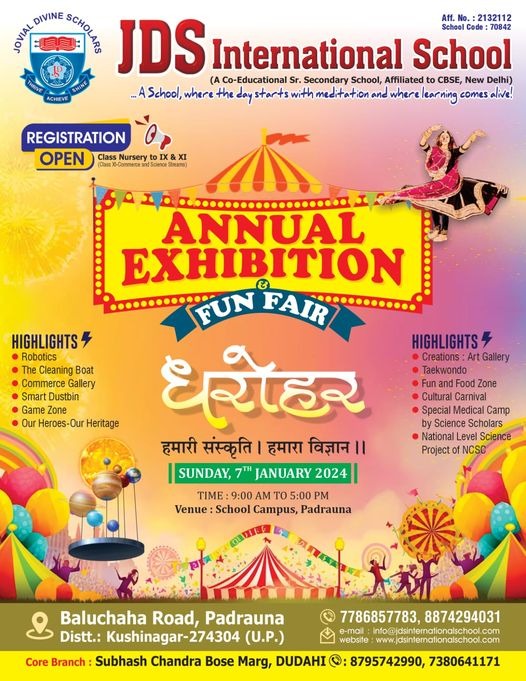 JOVIAL DIVINE SCHOLARS
THRIVE ACHIEVE SHINE
Aff. No. : 2132112
School Code : 70842
JDS International School
(A Co-Educational Sr. Secondary School, Affiliated to CBSE, New Delhi)
... A School, where the day starts with meditation and where learning comes alive!
REGISTRATION
OPEN
Class Nursery to IX & XI
(Class XI-Commerce and Science Streams)
ANNUAL
EXHIBITION
&
FUN FAIR
धरोहर
हमारी संस्कृति । हमारा विज्ञान ।।
SUNDAY, 7TH JANUARY 2024
TIME : 9:00 AM TO 5:00 PM
Venue : School Campus, Padrauna
HIGHLIGHTS
Robotics
The Cleaning Boat
Commerce Gallery
Smart Dustbin
Game Zone
Our Heroes-Our Heritage
HIGHLIGHTS
Creations : Art Gallery
Taekwondo
Fun and Food Zone
Cultural Carnival
Special Medical Camp
by Science Scholars
National Level Science
Project of NCSC
Baluchaha Road, Padrauna
Distt.: Kushinagar-274304 (U.P.)
7786857783, 8874294031
e-mail : info@jdsinternationalschool.com
website : www.jdsinternationalschool.com
Core Branch : Subhash Chandra Bose Marg, DUDAHI : 8795742990, 7380641171